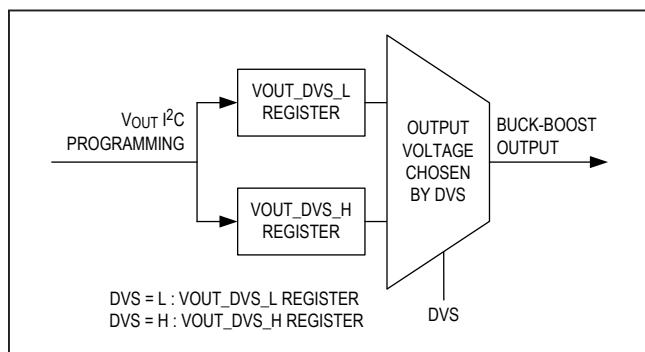 VOUT I²C
PROGRAMMING
VOUT_DVS_L
REGISTER
VOUT_DVS_H
REGISTER
OUTPUT
VOLTAGE
CHOSEN
BY DVS
BUCK-BOOST
OUTPUT
DVS
DVS = L : VOUT_DVS_L REGISTER
DVS = H : VOUT_DVS_H REGISTER